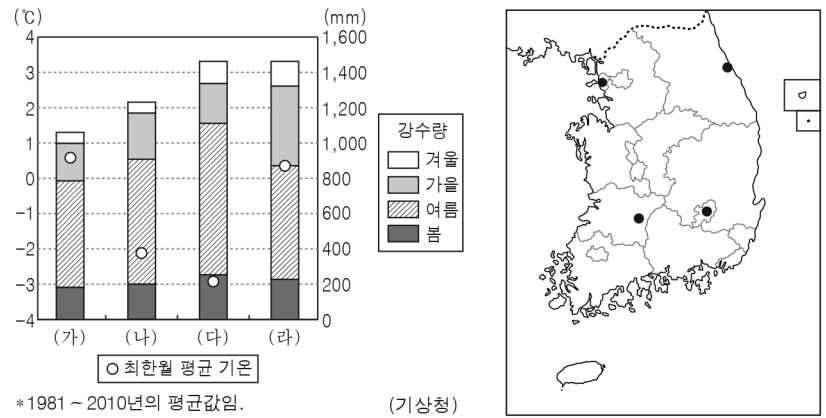 (℃) (mm)
4 1,600
3 1,400
2 1,200
1 1,000
0 800
−1 600
−2 400
−3 200
−4 0
(가) (나) (다) (라)
강수량
겨울
가을
여름
봄
최한월 평균 기온
*1981 ~ 2010년의 평균값임. (기상청)